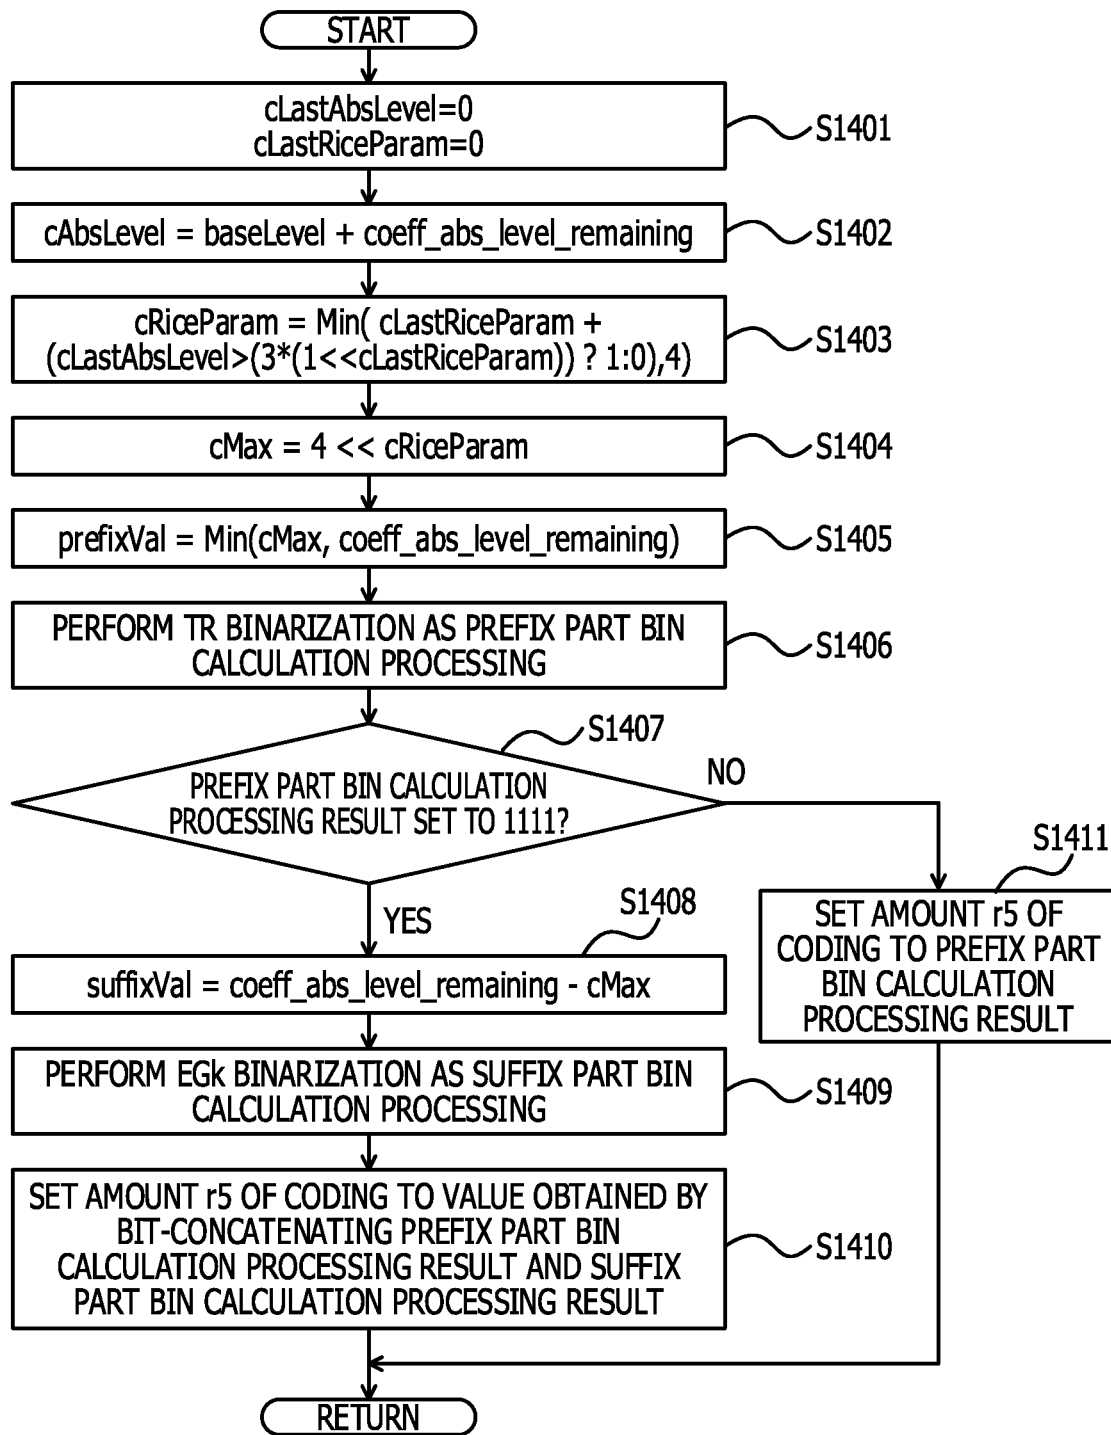 START
cLastAbsLevel=0
cLastRiceParam=0
S1401
cAbsLevel = baseLevel + coeff_abs_level_remaining
S1402
cRiceParam = Min( cLastRiceParam +
(cLastAbsLevel>(3*(1<<cLastRiceParam)) ? 1:0),4)
S1403
cMax = 4 << cRiceParam
S1404
prefixVal = Min(cMax, coeff_abs_level_remaining)
S1405
PERFORM TR BINARIZATION AS PREFIX PART BIN
CALCULATION PROCESSING
S1406
S1407
PREFIX PART BIN CALCULATION
PROCESSING RESULT SET TO 1111?
NO
YES
S1408
suffixVal = coeff_abs_level_remaining - cMax
S1411
SET AMOUNT r5 OF
CODING TO PREFIX PART
BIN CALCULATION
PROCESSING RESULT
PERFORM EGk BINARIZATION AS SUFFIX PART BIN
CALCULATION PROCESSING
S1409
SET AMOUNT r5 OF CODING TO VALUE OBTAINED BY
BIT-CONCATENATING PREFIX PART BIN
CALCULATION PROCESSING RESULT AND SUFFIX
PART BIN CALCULATION PROCESSING RESULT
S1410
RETURN